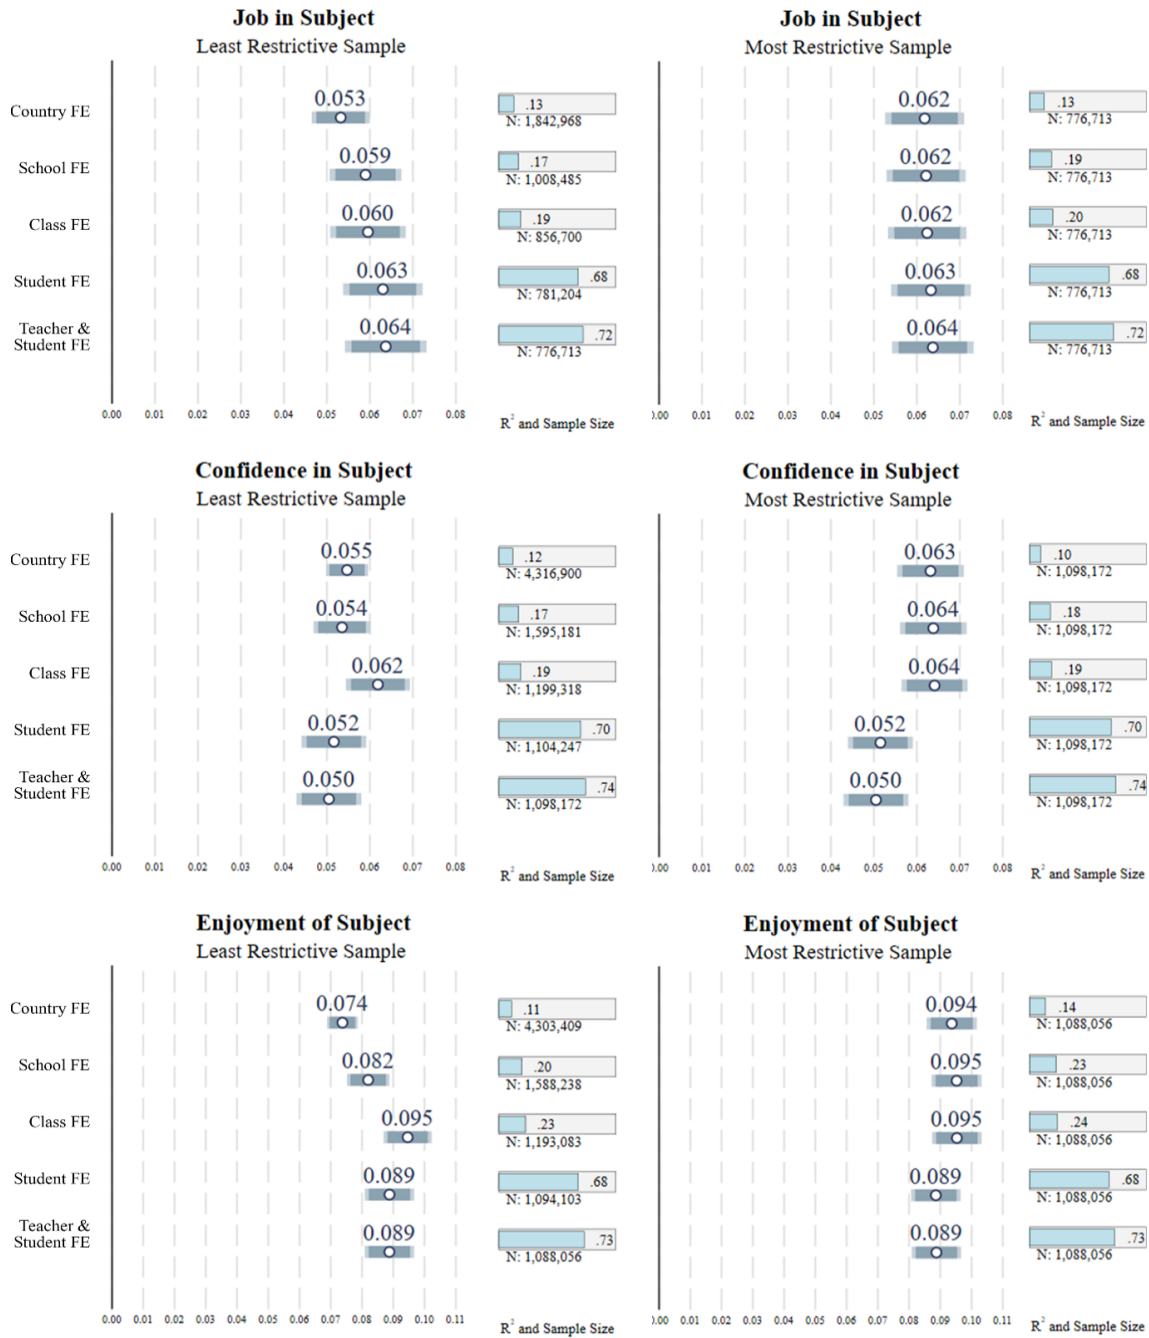 Job in Subject
Least Restrictive Sample
Country FE
0.053
.13
N: 1,842,968
School FE
0.059
.17
N: 1,008,485
Class FE
0.060
.19
N: 856,700
Student FE
0.063
.68
N: 781,204
Teacher &
Student FE
0.064
.72
N: 776,713
0.00 0.01 0.02 0.03 0.04 0.05 0.06 0.07 0.08
R² and Sample Size
Job in Subject
Most Restrictive Sample
0.062
.13
N: 776,713
0.062
.19
N: 776,713
0.062
.20
N: 776,713
0.063
.68
N: 776,713
0.064
.72
N: 776,713
0.00 0.01 0.02 0.03 0.04 0.05 0.06 0.07 0.08
R² and Sample Size
Confidence in Subject
Least Restrictive Sample
Country FE
0.055
.12
N: 4,316,900
School FE
0.054
.17
N: 1,595,181
Class FE
0.062
.19
N: 1,199,318
Student FE
0.052
.70
N: 1,104,247
Teacher &
Student FE
0.050
.74
N: 1,098,172
0.00 0.01 0.02 0.03 0.04 0.05 0.06 0.07 0.08
R² and Sample Size
Confidence in Subject
Most Restrictive Sample
0.063
.10
N: 1,098,172
0.064
.18
N: 1,098,172
0.064
.19
N: 1,098,172
0.052
.70
N: 1,098,172
0.050
.74
N: 1,098,172
0.00 0.01 0.02 0.03 0.04 0.05 0.06 0.07 0.08
R² and Sample Size
Enjoyment of Subject
Least Restrictive Sample
Country FE
0.074
.11
N: 4,303,409
School FE
0.082
.20
N: 1,588,238
Class FE
0.095
.23
N: 1,193,083
Student FE
0.089
.68
N: 1,094,103
Teacher &
Student FE
0.089
.73
N: 1,088,056
0.00 0.01 0.02 0.03 0.04 0.05 0.06 0.07 0.08 0.09 0.10 0.11
R² and Sample Size
Enjoyment of Subject
Most Restrictive Sample
0.094
.14
N: 1,088,056
0.095
.23
N: 1,088,056
0.095
.24
N: 1,088,056
0.089
.68
N: 1,088,056
0.089
.73
N: 1,088,056
0.00 0.01 0.02 0.03 0.04 0.05 0.06 0.07 0.08 0.09 0.10 0.11
R² and Sample Size